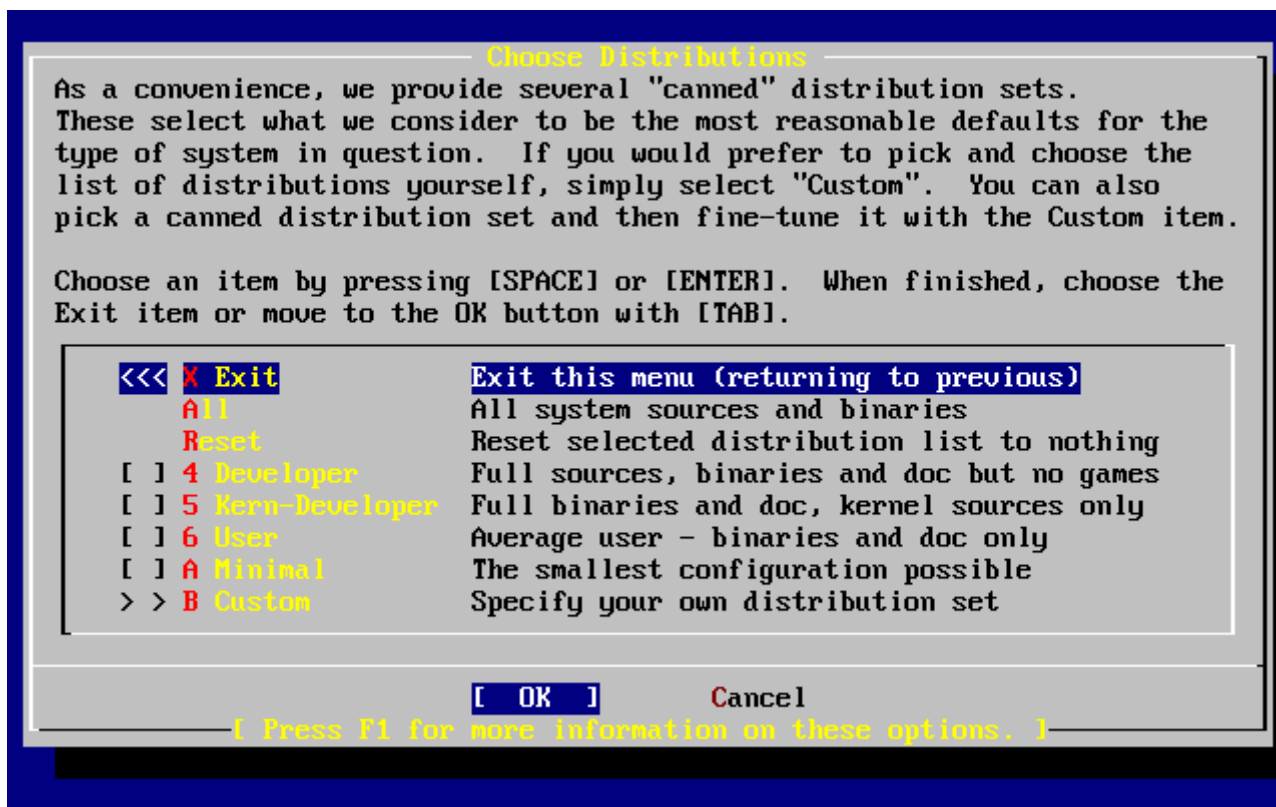 Choose Distributions
As a convenience, we provide several "canned" distribution sets.
These select what we consider to be the most reasonable defaults for the
type of system in question.  If you would prefer to pick and choose the
list of distributions yourself, simply select "Custom".  You can also
pick a canned distribution set and then fine-tune it with the Custom item.
Choose an item by pressing [SPACE] or [ENTER].  When finished, choose the
Exit item or move to the OK button with [TAB].
<<< X Exit Exit this menu (returning to previous)
All All system sources and binaries
Reset Reset selected distribution list to nothing
[ ] 4 Developer Full sources, binaries and doc but no games
[ ] 5 Kern-Developer Full binaries and doc, kernel sources only
[ ] 6 User Average user - binaries and doc only
[ ] A Minimal The smallest configuration possible
> > B Custom Specify your own distribution set
[ OK ] Cancel
[ Press F1 for more information on these options. ]